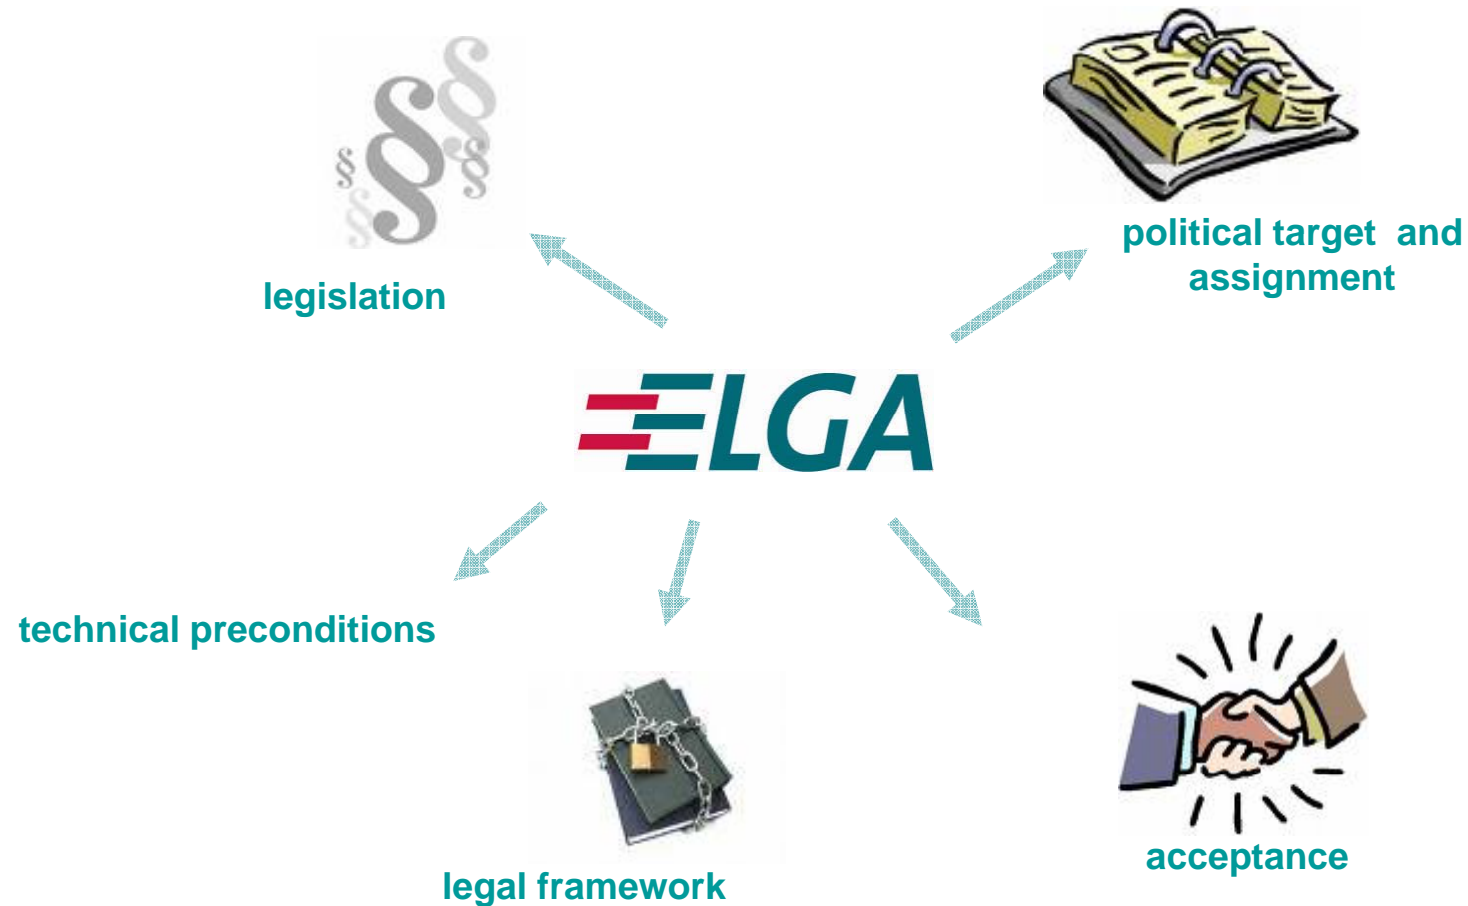 §
§
§
§
§
political target and
assignment
legislation
ELGA
technical preconditions
acceptance
legal framework